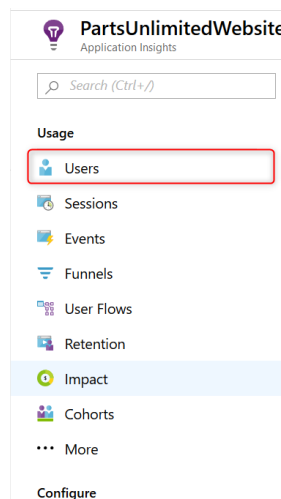 PartsUnlimitedWebsite
Application Insights
Search (Ctrl+/)
Usage
Users
Sessions
Events
Funnels
User Flows
Retention
Impact
Cohorts
More
Configure